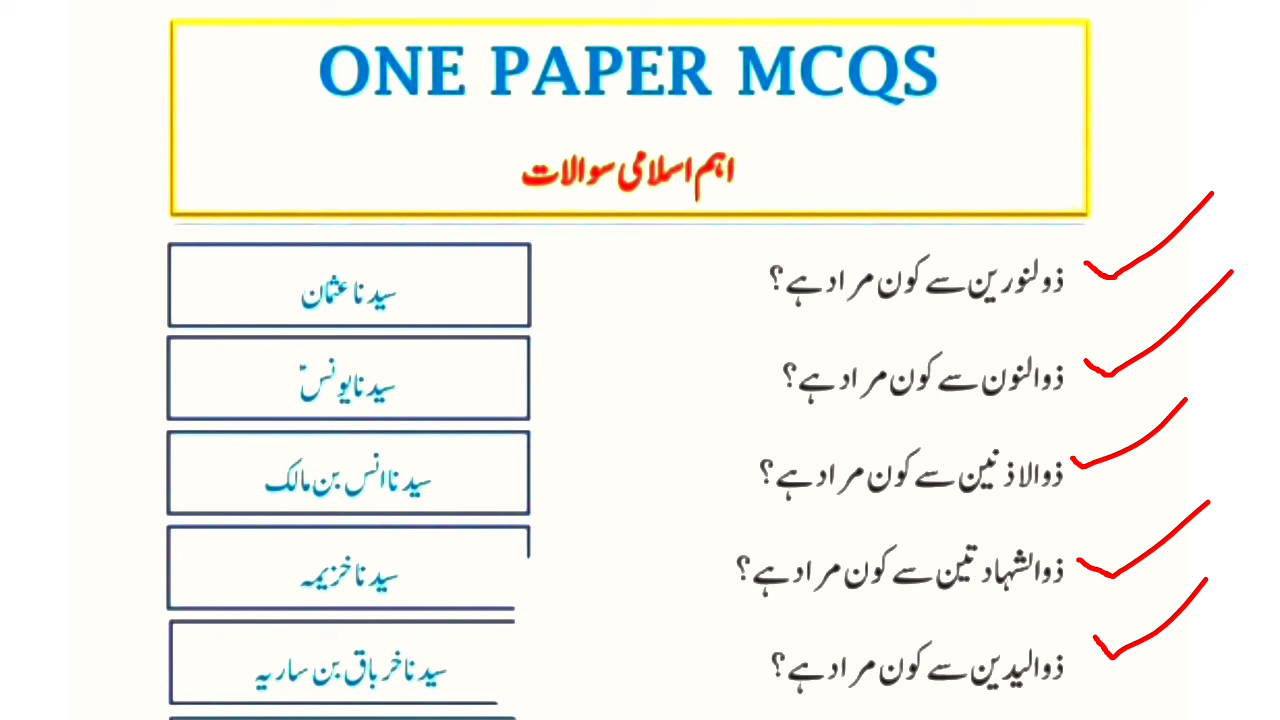 ONE PAPER MCQS
اہم اسلامی سوالات
ذولنورین سے کون مراد ہے؟
سیدنا عثمان
ذوالنون سے کون مراد ہے؟
سیدنا یونسؑ
ذوالاذنین سے کون مراد ہے؟
سیدنا انس بن مالک
ذوالشہادتین سے کون مراد ہے؟
سیدنا خزیمہ
ذوالیدین سے کون مراد ہے؟
سیدنا خرباق بن ساریہ